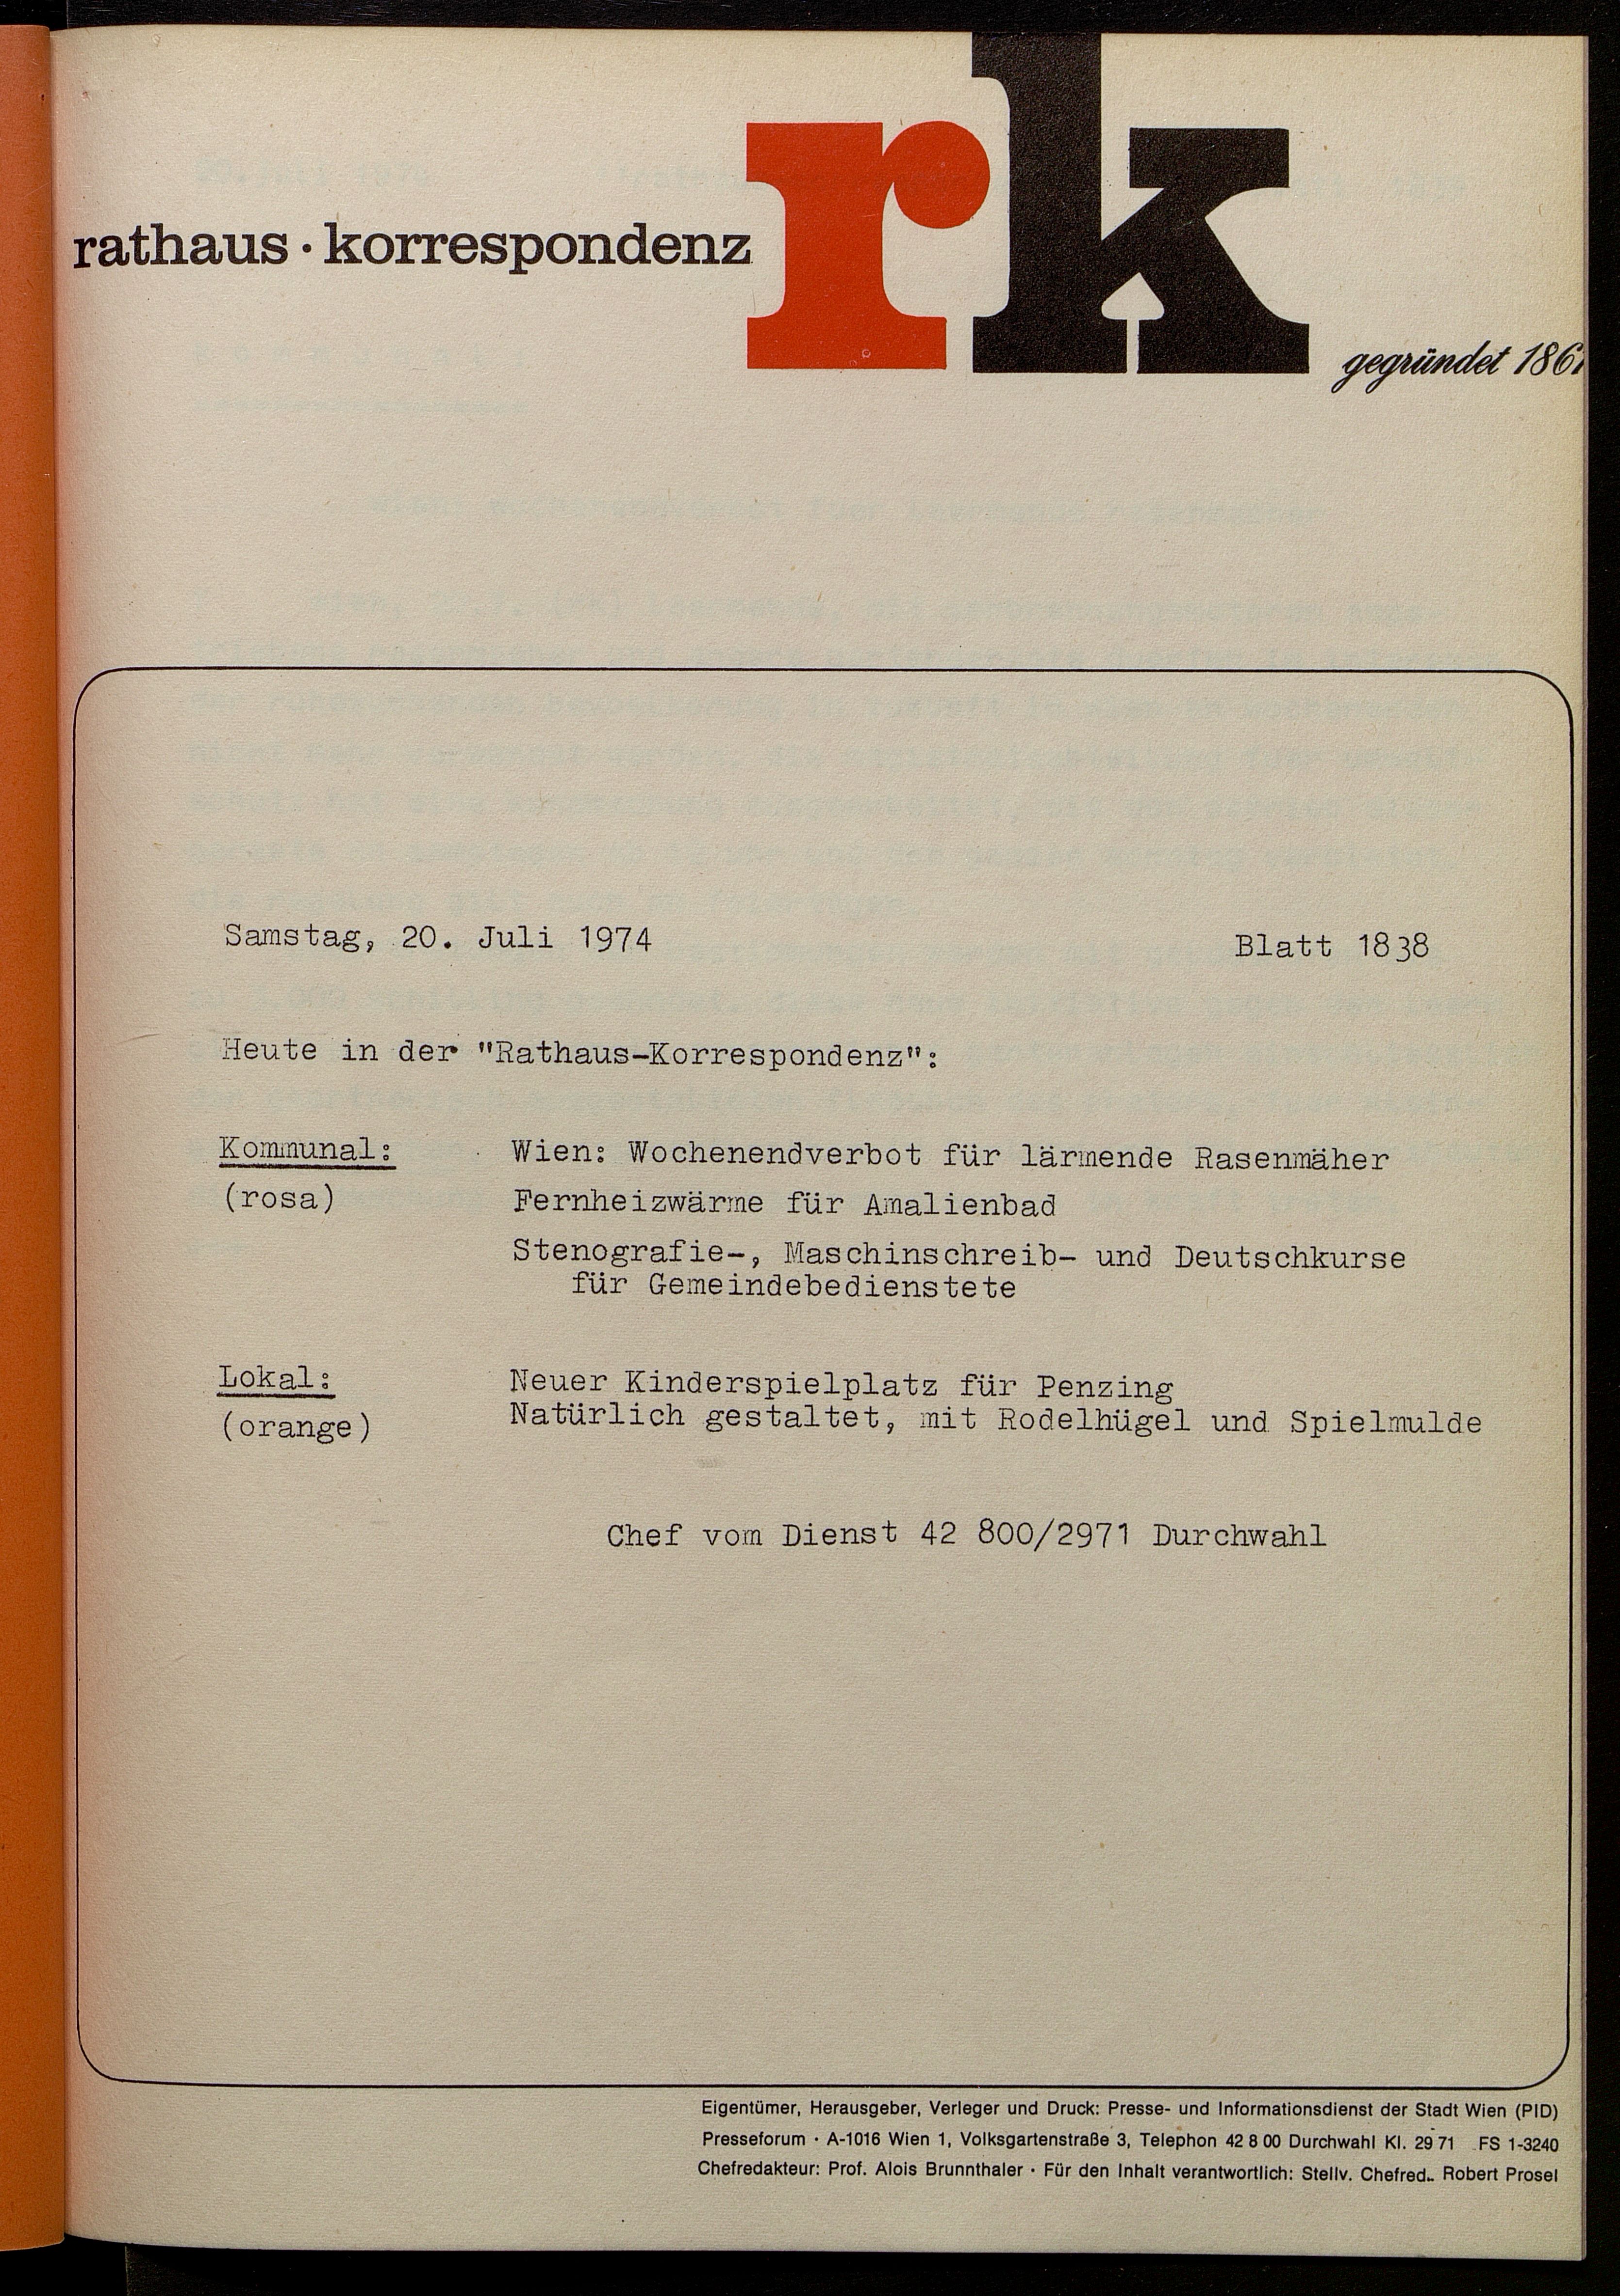 rathaus · korrespondenz
rk
gegründet 1861
Samstag, 20. Juli 1974 Blatt 1838
Heute in der "Rathaus-Korrespondenz":
Kommunal: Wien: Wochenendverbot für lärmende Rasenmäher
(rosa) Fernheizwärme für Amalienbad
Stenografie-, Maschinschreib- und Deutschkurse
für Gemeindebedienstete
Lokal: Neuer Kinderspielplatz für Penzing
(orange) Natürlich gestaltet, mit Rodelhügel und Spielmulde
Chef vom Dienst 42 800/2971 Durchwahl
Eigentümer, Herausgeber, Verleger und Druck: Presse- und Informationsdienst der Stadt Wien (PID)
Presseforum · A-1016 Wien 1, Volksgartenstraße 3, Telephon 42 8 00 Durchwahl Kl. 29 71 FS 1-3240
Chefredakteur: Prof. Alois Brunnthaler · Für den Inhalt verantwortlich: Stellv. Chefred.. Robert Prosel